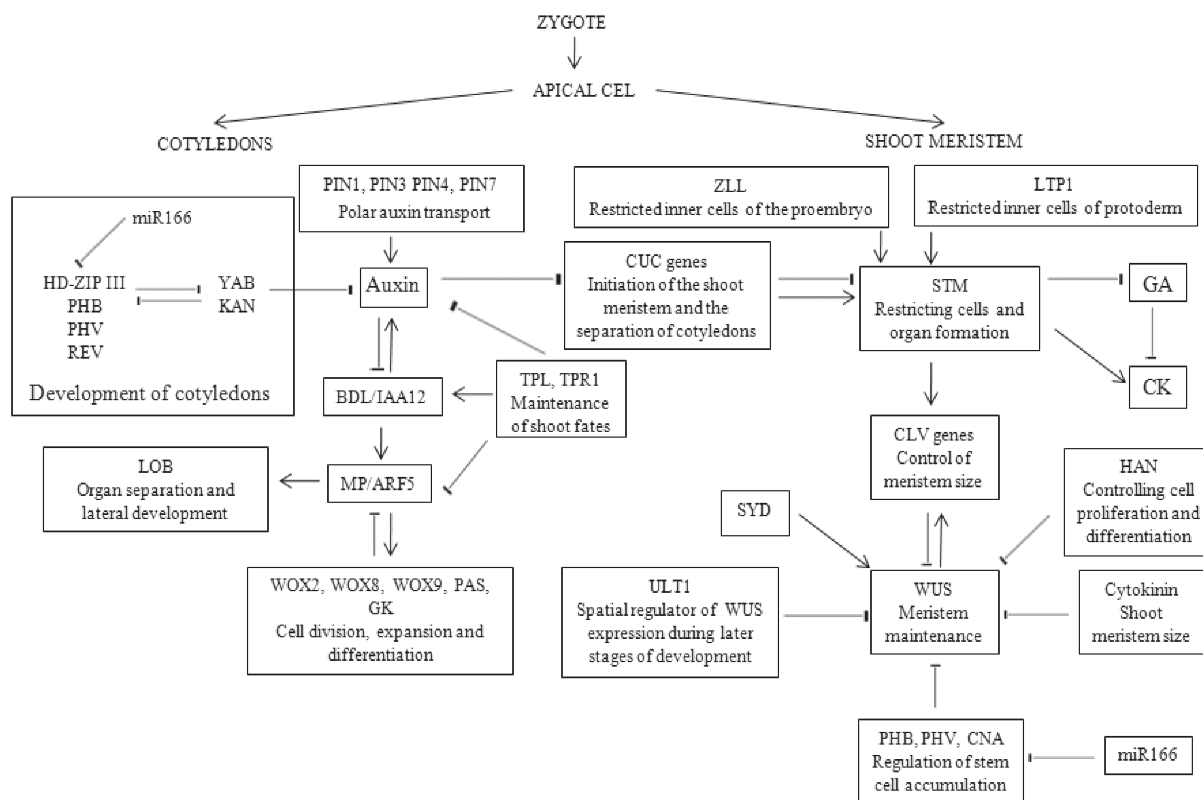 ZYGOTE
APICAL CEL
COTYLEDONS
SHOOT MERISTEM
PIN1, PIN3 PIN4, PIN7
Polar auxin transport
ZLL
Restricted inner cells of the proembryo
LTP1
Restricted inner cells of protoderm
miR166
HD-ZIP III
PHB
PHV
REV
YAB
KAN
Development of cotyledons
Auxin
CUC genes
Initiation of the shoot
meristem and the
separation of cotyledons
STM
Restricting cells and
organ formation
GA
CK
BDL/IAA12
TPL, TPR1
Maintenance
of shoot fates
CLV genes
Control of
meristem size
LOB
Organ separation and
lateral development
MP/ARF5
HAN
Controlling cell
proliferation and
differentiation
SYD
WOX2, WOX8, WOX9, PAS,
GK
Cell division, expansion and
differentiation
ULT1
Spatial regulator of WUS
expression during later
stages of development
WUS
Meristem
maintenance
Cytokinin
Shoot
meristem size
PHB, PHV, CNA
Regulation of stem
cell accumulation
miR166